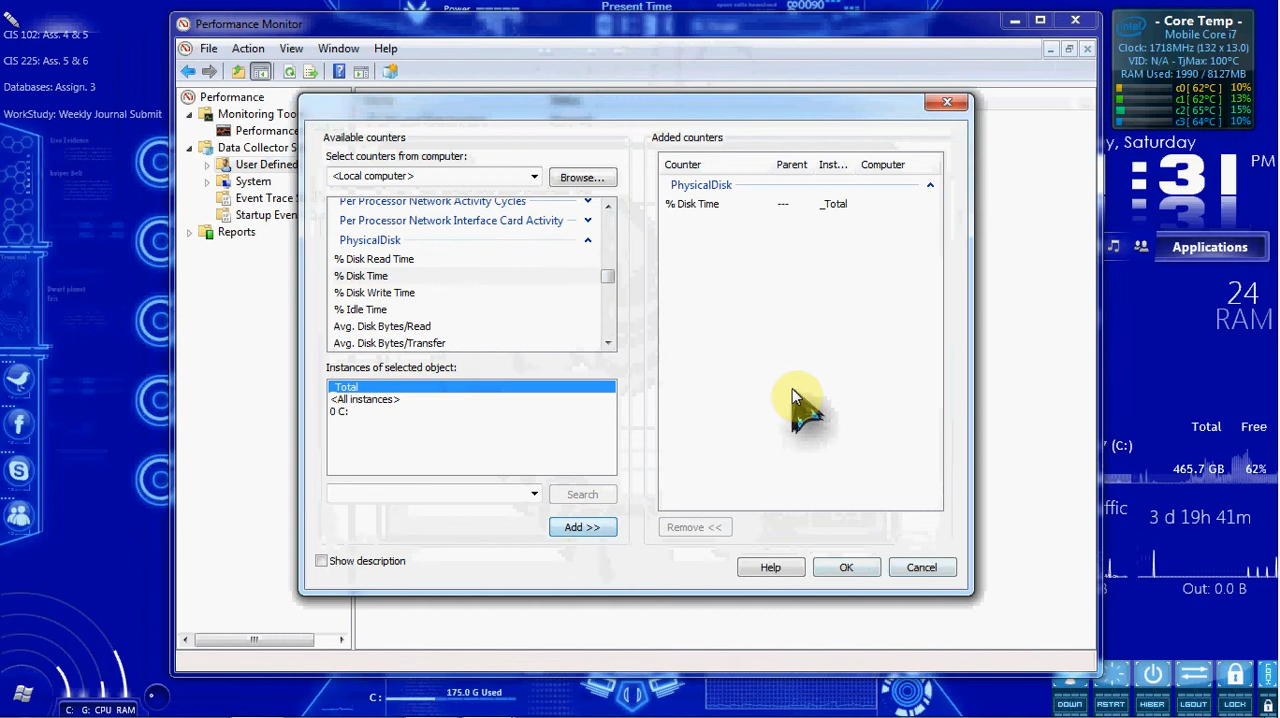 Power
Present Time
Performance Monitor
File Action View Window Help
CIS 102: Ass. 4 & 5
CIS 225: Ass. 5 & 6
Databases: Assign. 3
WorkStudy: Weekly Journal Submit
Performance
Monitoring Too
Performance
Data Collector S
User Defined
System
Event Trace
Startup Even
Reports
Available counters
Select counters from computer:
<Local computer>
Browse...
Per Processor Network Activity Cycles
Per Processor Network Interface Card Activity
PhysicalDisk
% Disk Read Time
% Disk Time
% Disk Write Time
% Idle Time
Avg. Disk Bytes/Read
Avg. Disk Bytes/Transfer
Instances of selected object:
_Total
<All instances>
0 C:
Search
Add >>
Show description
Added counters
Counter Parent Inst... Computer
PhysicalDisk
% Disk Time --- _Total
Remove <<
Help OK Cancel
- Core Temp -
Mobile Core i7
Clock: 1718MHz (132 x 13.0)
VID: N/A - TjMax: 100°C
RAM Used: 1990 / 8127MB
c0 [ 62°C ] 10%
c1 [ 62°C ] 13%
c2 [ 65°C ] 15%
c3 [ 64°C ] 10%
intel
y, Saturday
:31 PM
Applications
24
RAM
Total Free
(C:)
465.7 GB 62%
ffic
3 d 19h 41m
Out: 0.0 B
C: G: CPU RAM
C: 175.0 G Used
DOWN RSTRT HIBER LGOUT LOCK